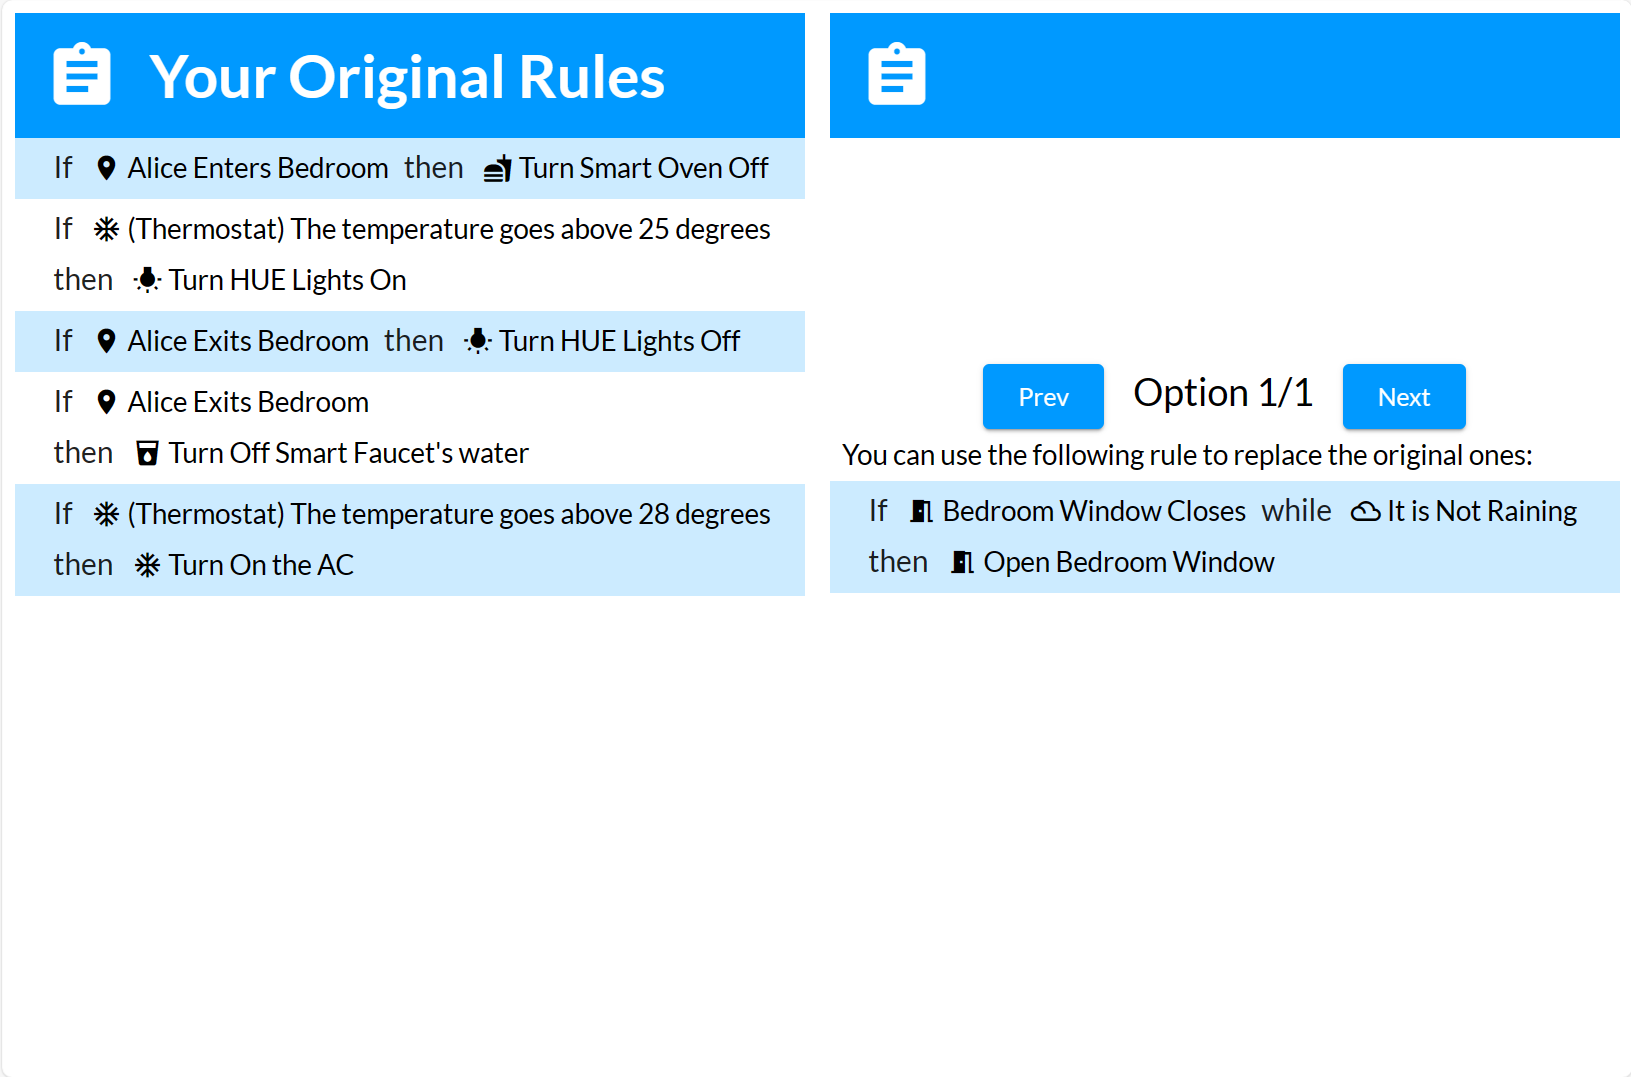 Your Original Rules
If Alice Enters Bedroom then Turn Smart Oven Off
If (Thermostat) The temperature goes above 25 degrees
then Turn HUE Lights On
If Alice Exits Bedroom then Turn HUE Lights Off
If Alice Exits Bedroom
then Turn Off Smart Faucet's water
If (Thermostat) The temperature goes above 28 degrees
then Turn On the AC
Prev Option 1/1 Next
You can use the following rule to replace the original ones:
If Bedroom Window Closes while It is Not Raining
then Open Bedroom Window